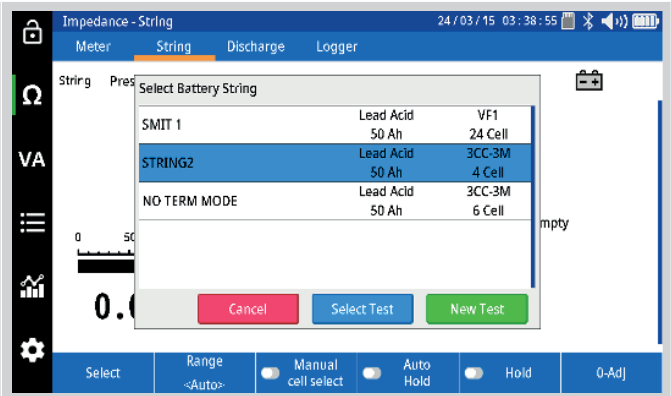 Impedance - String 24/03/15 03:38:55
Meter String Discharge Logger
Ω
VA
String
Select Battery String
SMIT 1 Lead Acid VF1
50 Ah 24 Cell
STRING2 Lead Acid 3CC-3M
50 Ah 4 Cell
NO TERM MODE Lead Acid 3CC-3M
50 Ah 6 Cell
0
Cancel Select Test New Test
Select Range Manual Auto Hold 0-Adj
<Auto> cell select Hold